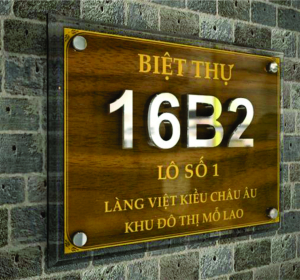 BIỆT THỰ
16B2
LÔ SỐ 1
LÀNG VIỆT KIỀU CHÂU ÂU
KHU ĐÔ THỊ MỖ LAO